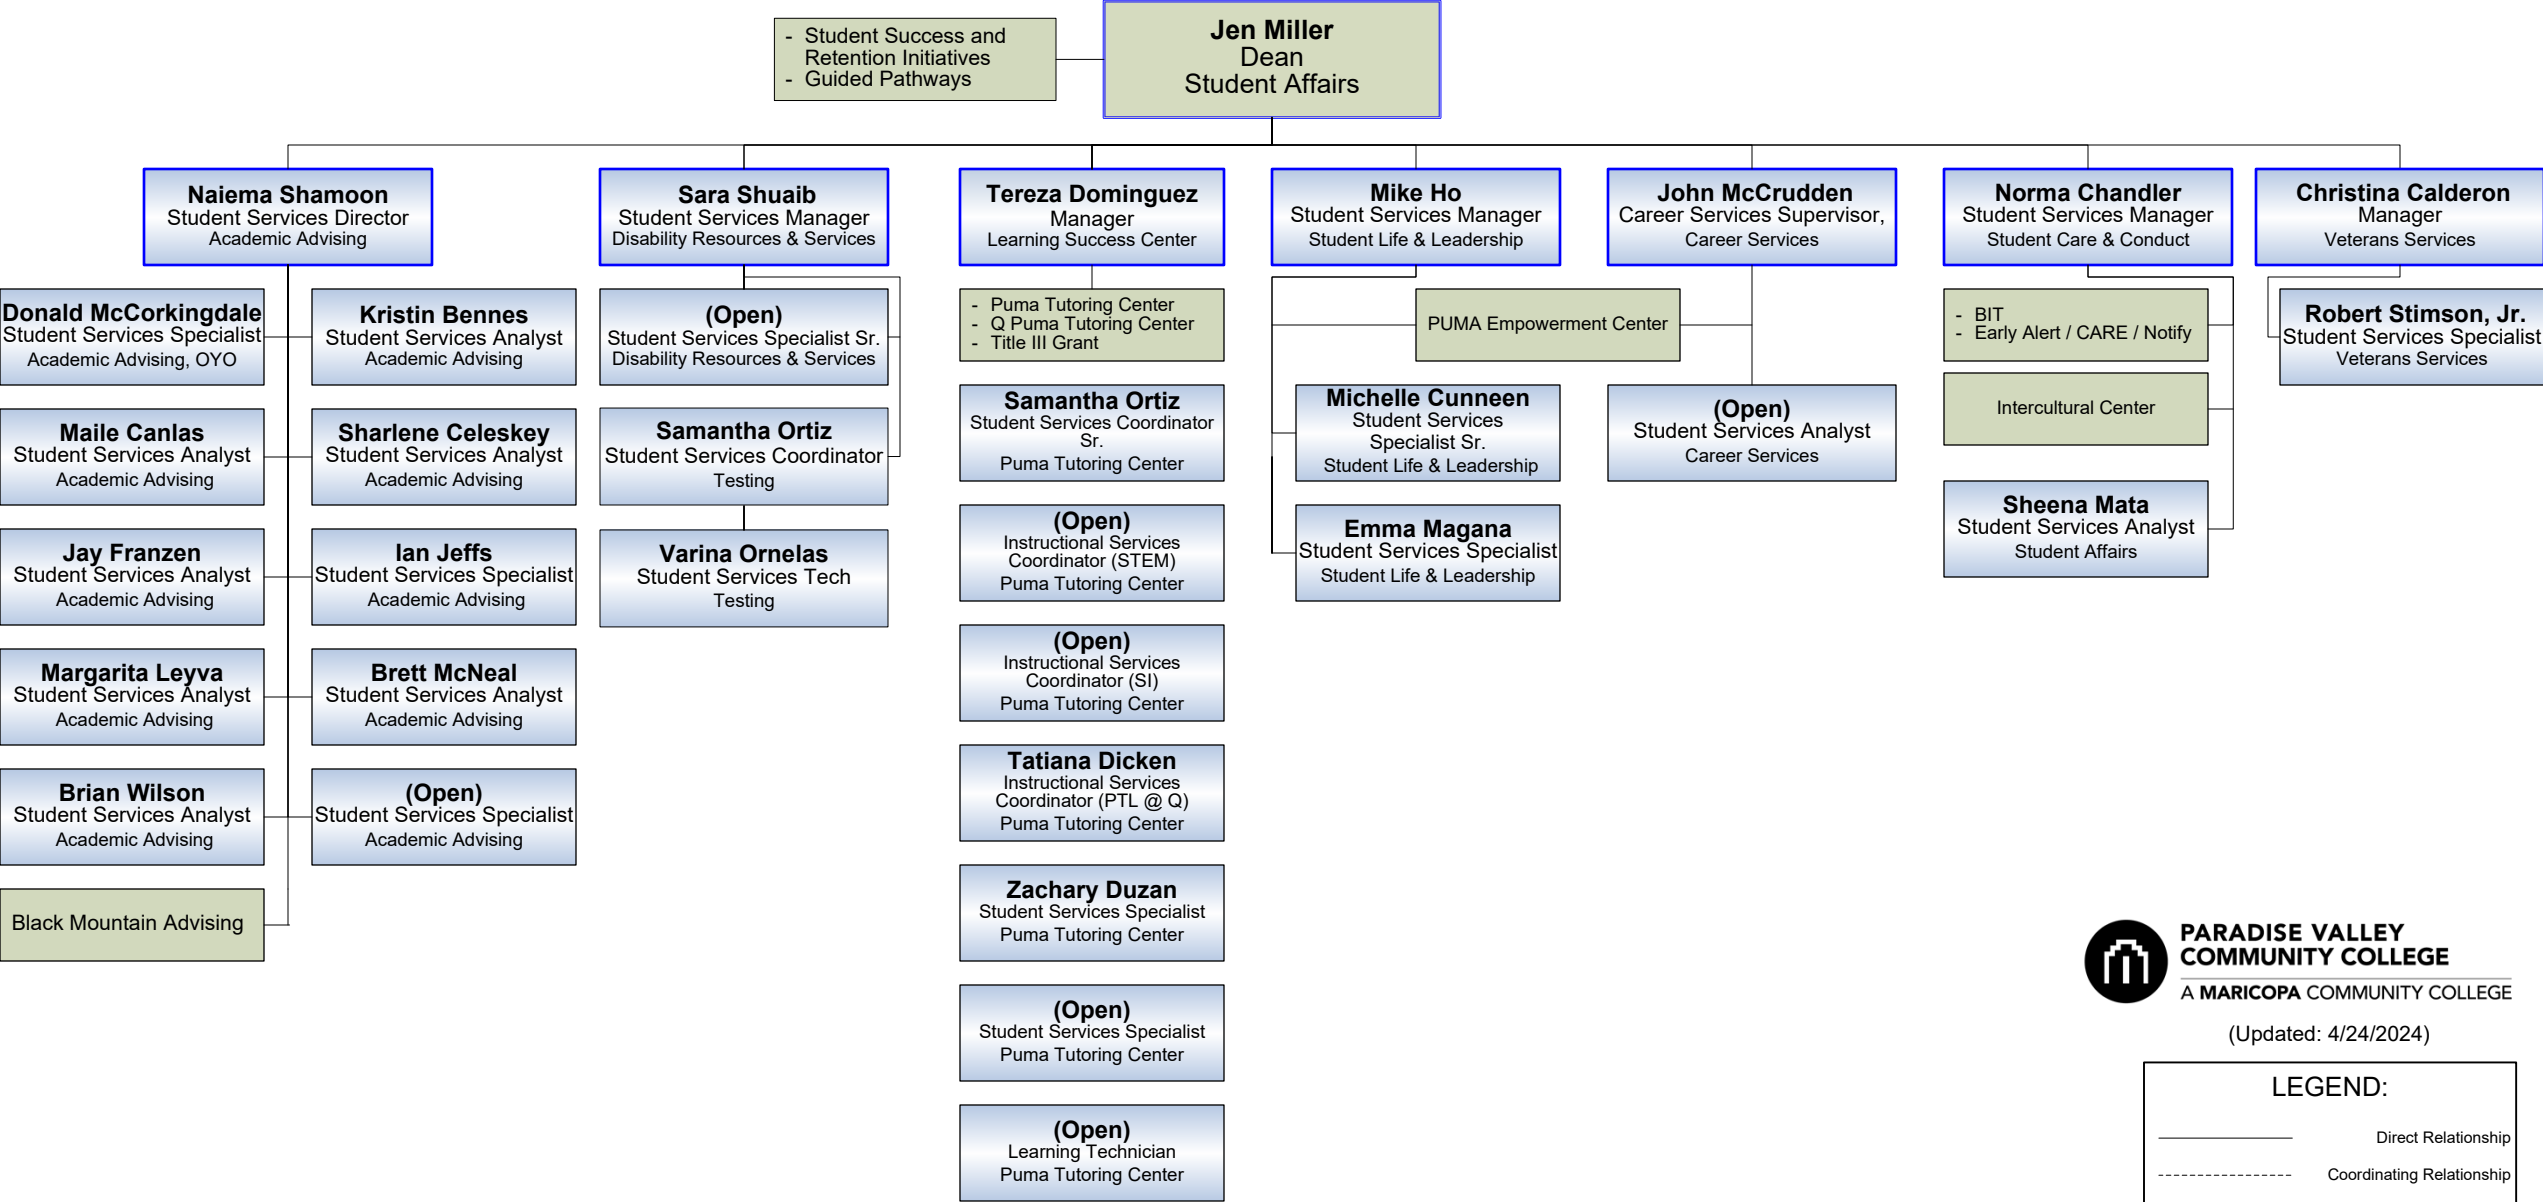 - Student Success and
Retention Initiatives
- Guided Pathways
Jen Miller
Dean
Student Affairs
Naiema Shamoon
Student Services Director
Academic Advising
Donald McCorkingdale
Student Services Specialist
Academic Advising, OYO
Kristin Bennes
Student Services Analyst
Academic Advising
Maile Canlas
Student Services Analyst
Academic Advising
Sharlene Celeskey
Student Services Analyst
Academic Advising
Jay Franzen
Student Services Analyst
Academic Advising
Ian Jeffs
Student Services Specialist
Academic Advising
Margarita Leyva
Student Services Analyst
Academic Advising
Brett McNeal
Student Services Analyst
Academic Advising
Brian Wilson
Student Services Analyst
Academic Advising
(Open)
Student Services Specialist
Academic Advising
Black Mountain Advising
Sara Shuaib
Student Services Manager
Disability Resources & Services
(Open)
Student Services Specialist Sr.
Disability Resources & Services
Samantha Ortiz
Student Services Coordinator
Testing
Varina Ornelas
Student Services Tech
Testing
Tereza Dominguez
Manager
Learning Success Center
- Puma Tutoring Center
- Q Puma Tutoring Center
- Title III Grant
Samantha Ortiz
Student Services Coordinator
Sr.
Puma Tutoring Center
(Open)
Instructional Services
Coordinator (STEM)
Puma Tutoring Center
(Open)
Instructional Services
Coordinator (SI)
Puma Tutoring Center
Tatiana Dicken
Instructional Services
Coordinator (PTL @ Q)
Puma Tutoring Center
Zachary Duzan
Student Services Specialist
Puma Tutoring Center
(Open)
Student Services Specialist
Puma Tutoring Center
(Open)
Learning Technician
Puma Tutoring Center
Mike Ho
Student Services Manager
Student Life & Leadership
PUMA Empowerment Center
Michelle Cunneen
Student Services
Specialist Sr.
Student Life & Leadership
Emma Magana
Student Services Specialist
Student Life & Leadership
John McCrudden
Career Services Supervisor,
Career Services
(Open)
Student Services Analyst
Career Services
Norma Chandler
Student Services Manager
Student Care & Conduct
- BIT
- Early Alert / CARE / Notify
Intercultural Center
Sheena Mata
Student Services Analyst
Student Affairs
Christina Calderon
Manager
Veterans Services
Robert Stimson, Jr.
Student Services Specialist
Veterans Services
PARADISE VALLEY
COMMUNITY COLLEGE
A MARICOPA COMMUNITY COLLEGE
(Updated: 4/24/2024)
LEGEND:
Direct Relationship
Coordinating Relationship